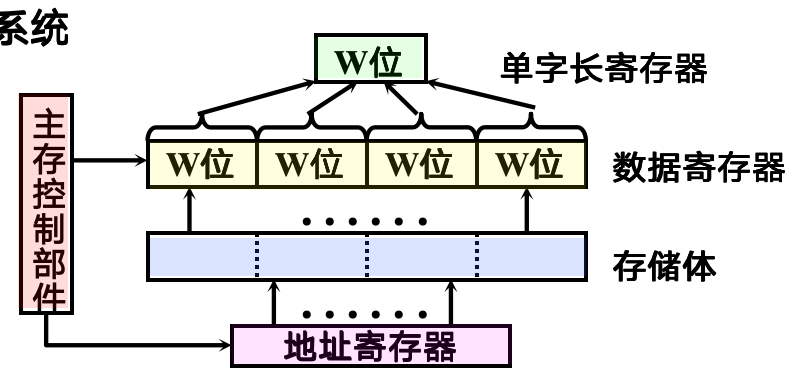 系统
W位
单字长寄存器
主存控制部件
W位 W位 W位 W位
数据寄存器
......
存储体
......
地址寄存器